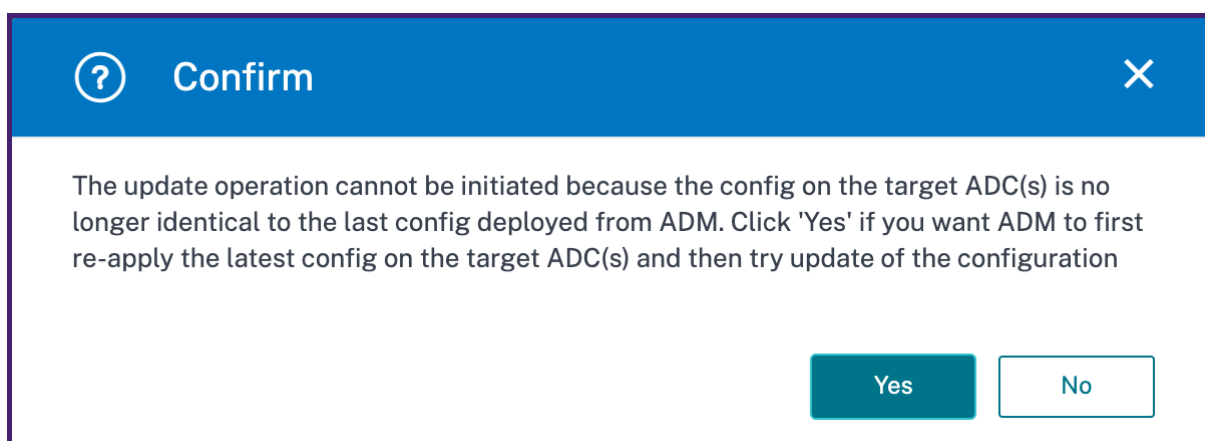 Confirm
The update operation cannot be initiated because the config on the target ADC(s) is no
longer identical to the last config deployed from ADM. Click 'Yes' if you want ADM to first
re-apply the latest config on the target ADC(s) and then try update of the configuration
Yes No